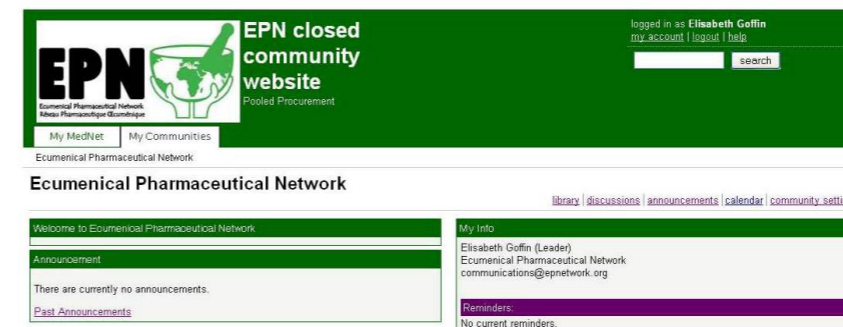 EPN closed
community
website
Pooled Procurement
logged in as Elisabeth Goffin
my account | logout | help
search
EPN
Ecumenical Pharmaceutical Network
Réseau Pharmaceutique Œcuménique
My MedNet
My Communities
Ecumenical Pharmaceutical Network
Ecumenical Pharmaceutical Network
library | discussions | announcements | calendar | community setti
Welcome to Ecumenical Pharmaceutical Network
Announcement
There are currently no announcements.
Past Announcements
My Info
Elisabeth Goffin (Leader)
Ecumenical Pharmaceutical Network
communications@epnetwork.org
Reminders:
No current reminders.